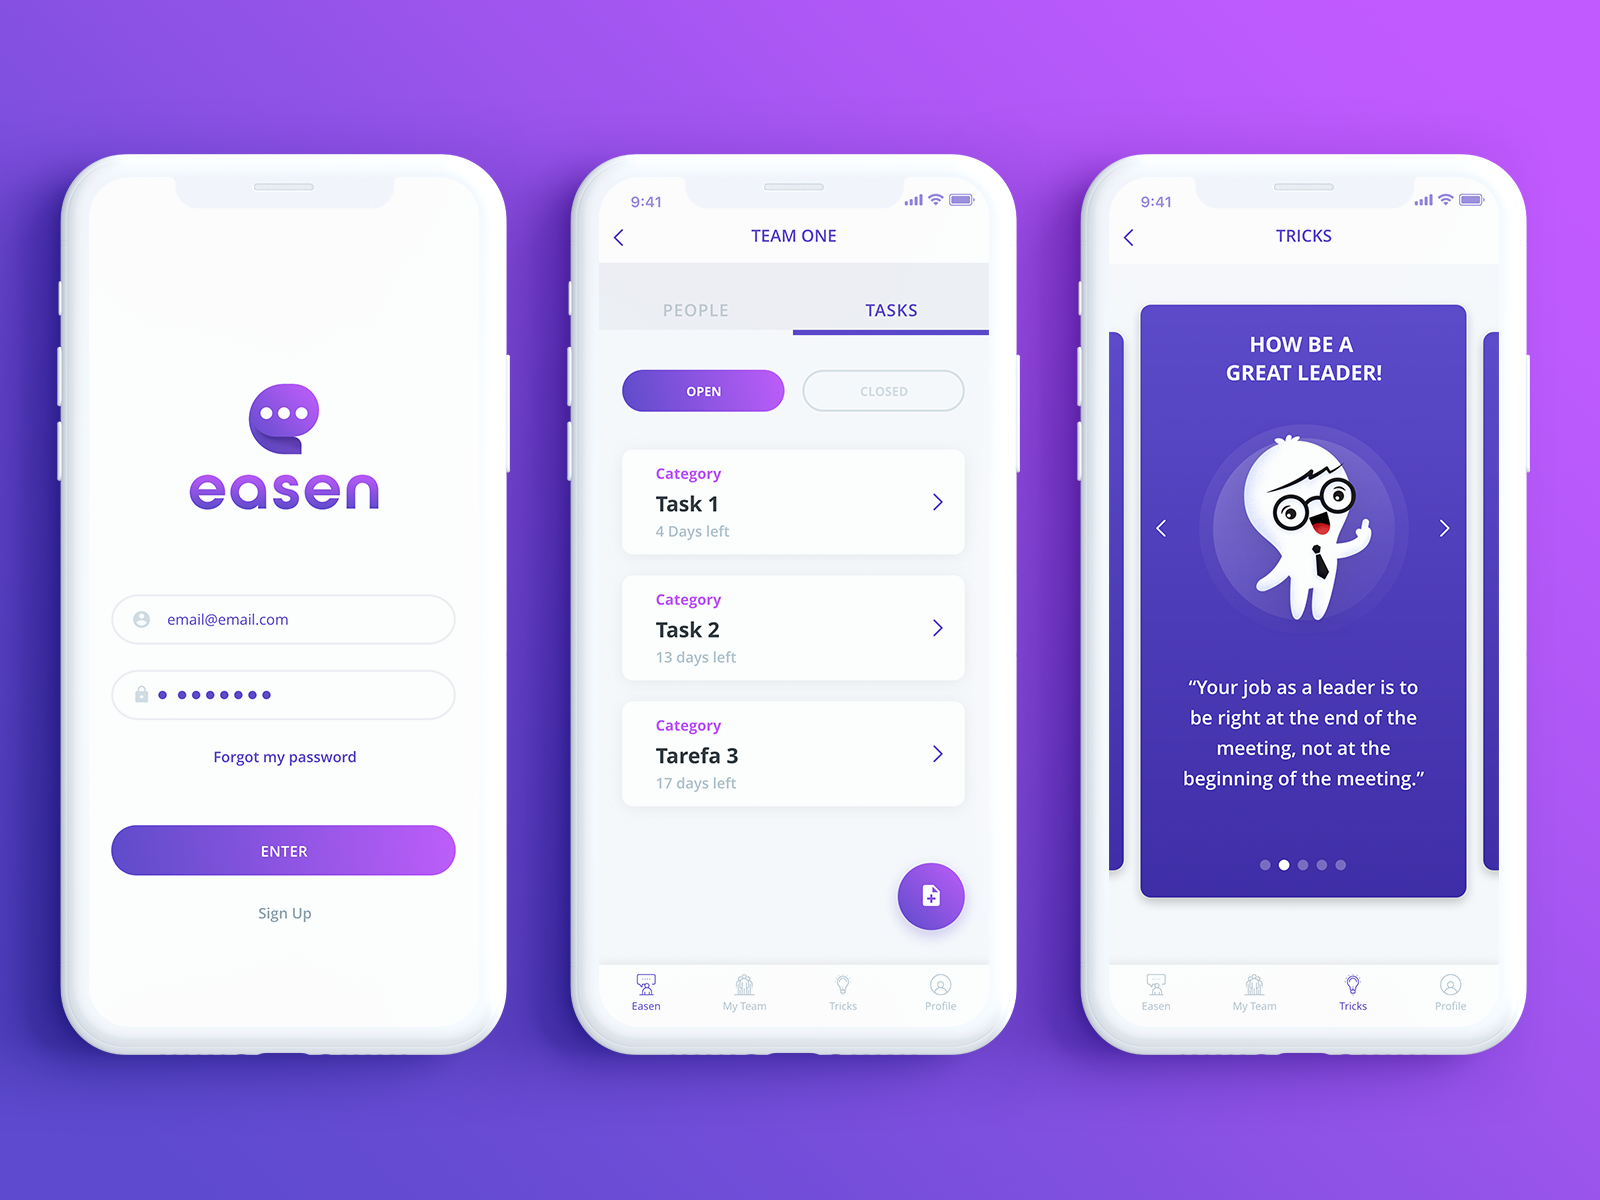 easen
email@email.com
Forgot my password
ENTER
Sign Up
9:41
TEAM ONE
PEOPLE
TASKS
OPEN
CLOSED
Category
Task 1
4 Days left
Category
Task 2
13 days left
Category
Tarefa 3
17 days left
Easen
My Team
Tricks
Profile
9:41
TRICKS
HOW BE A
GREAT LEADER!
“Your job as a leader is to
be right at the end of the
meeting, not at the
beginning of the meeting.”
Easen
My Team
Tricks
Profile